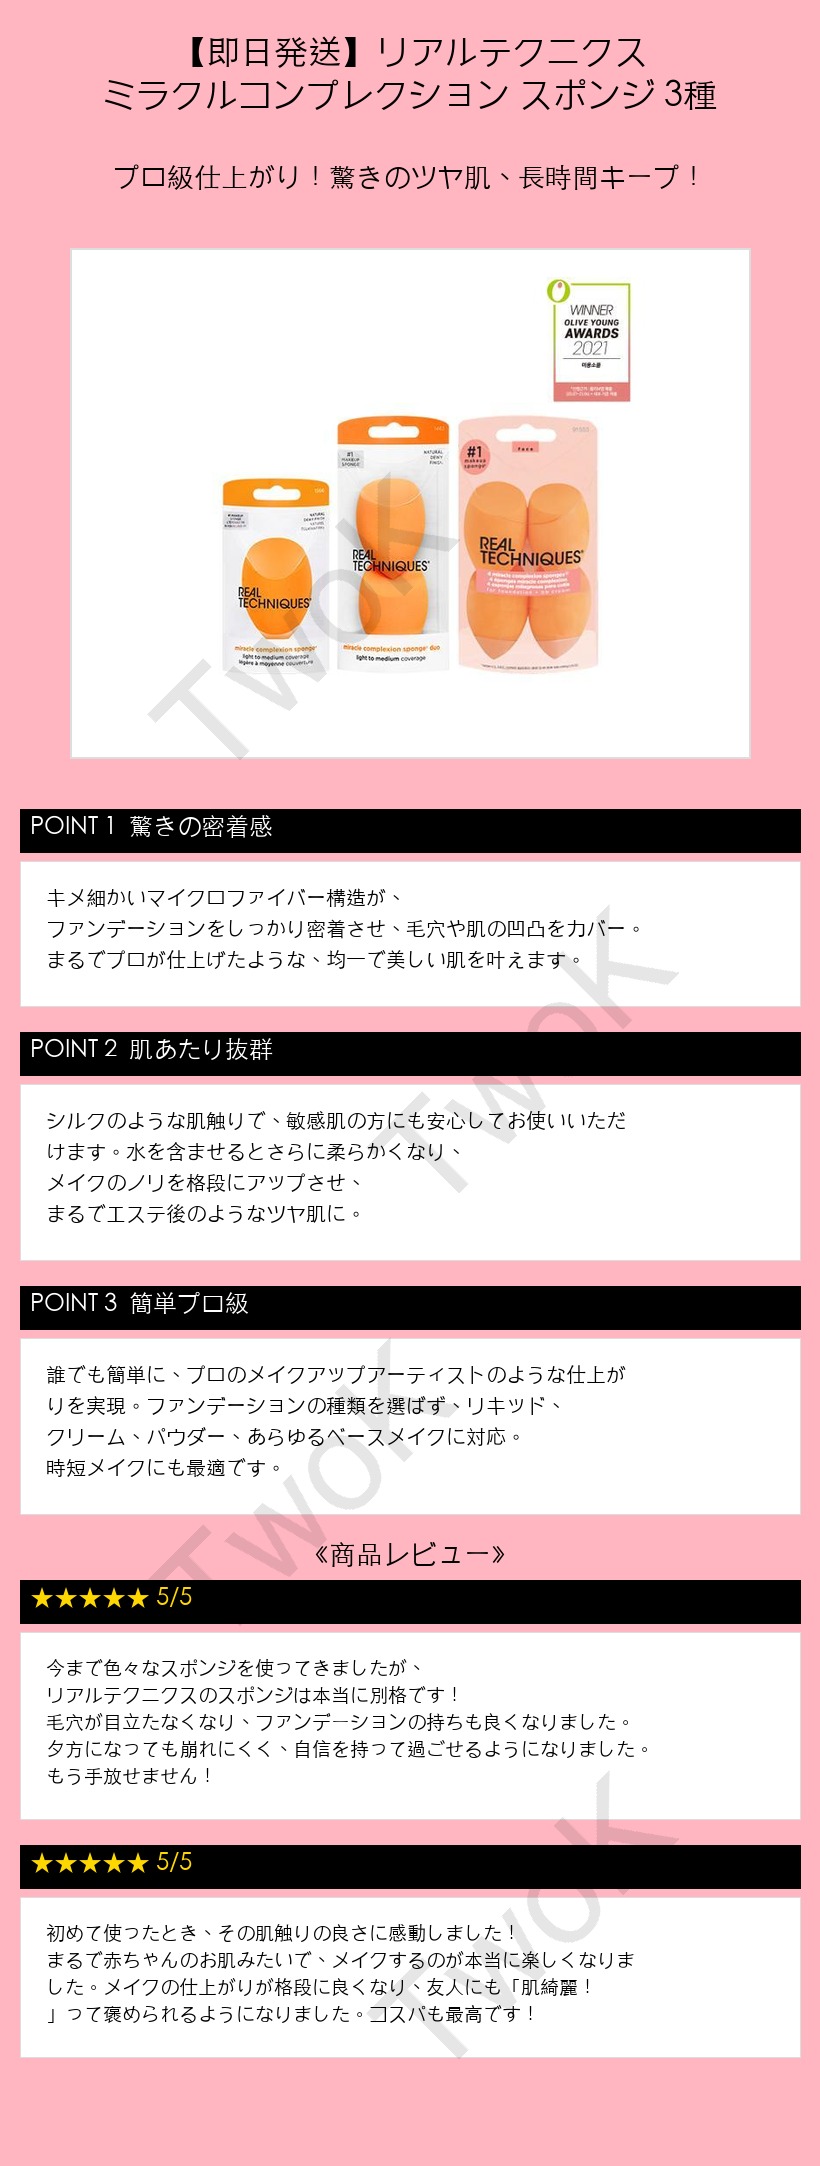 【即日発送】リアルテクニクス
ミラクルコンプレクション スポンジ 3種
プロ級仕上がり！驚きのツヤ肌、長時間キープ！
WINNER
OLIVE YOUNG
AWARDS
2021
미용소품
#1
MAKEUP
SPONGE
NATURAL
DEWY
FINISH
REAL
TECHNIQUES
miracle complexion sponge
light to medium coverage
légère à moyenne couverture
REAL
TECHNIQUES
miracle complexion sponge duo
light to medium coverage
face
#1
makeup
sponge
REAL
TECHNIQUES
4 miracle complexion sponges
TwoK
POINT 1 驚きの密着感
キメ細かいマイクロファイバー構造が、
ファンデーションをしっかり密着させ、毛穴や肌の凹凸をカバー。
まるでプロが仕上げたような、均一で美しい肌を叶えます。
TwoK
POINT 2 肌あたり抜群
シルクのような肌触りで、敏感肌の方にも安心してお使いいただ
けます。水を含ませるとさらに柔らかくなり、
メイクのノリを格段にアップさせ、
まるでエステ後のようなツヤ肌に。
POINT 3 簡単プロ級
誰でも簡単に、プロのメイクアップアーティストのような仕上が
りを実現。ファンデーションの種類を選ばず、リキッド、
クリーム、パウダー、あらゆるベースメイクに対応。
時短メイクにも最適です。
TwoK
《商品レビュー》
★★★★★ 5/5
今まで色々なスポンジを使ってきましたが、
リアルテクニクスのスポンジは本当に別格です！
毛穴が目立たなくなり、ファンデーションの持ちも良くなりました。
夕方になっても崩れにくく、自信を持って過ごせるようになりました。
もう手放せません！
★★★★★ 5/5
初めて使ったとき、その肌触りの良さに感動しました！
まるで赤ちゃんのお肌みたいで、メイクするのが本当に楽しくなりま
した。メイクの仕上がりが格段に良くなり、友人にも「肌綺麗！
」って褒められるようになりました。コスパも最高です！
TwoK